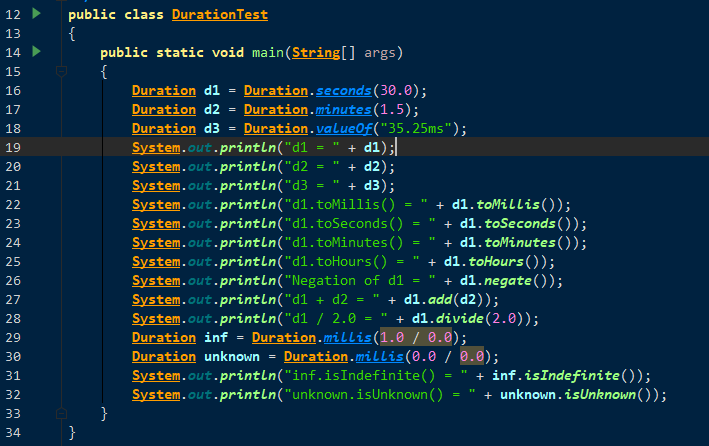 12 public class DurationTest
13 {
14 public static void main(String[] args)
15 {
16 Duration d1 = Duration.seconds(30.0);
17 Duration d2 = Duration.minutes(1.5);
18 Duration d3 = Duration.valueOf("35.25ms");
19 System.out.println("d1 = " + d1);
20 System.out.println("d2 = " + d2);
21 System.out.println("d3 = " + d3);
22 System.out.println("d1.toMillis() = " + d1.toMillis());
23 System.out.println("d1.toSeconds() = " + d1.toSeconds());
24 System.out.println("d1.toMinutes() = " + d1.toMinutes());
25 System.out.println("d1.toHours() = " + d1.toHours());
26 System.out.println("Negation of d1 = " + d1.negate());
27 System.out.println("d1 + d2 = " + d1.add(d2));
28 System.out.println("d1 / 2.0 = " + d1.divide(2.0));
29 Duration inf = Duration.millis(1.0 / 0.0);
30 Duration unknown = Duration.millis(0.0 / 0.0);
31 System.out.println("inf.isIndefinite() = " + inf.isIndefinite());
32 System.out.println("unknown.isUnknown() = " + unknown.isUnknown());
33 }
34 }